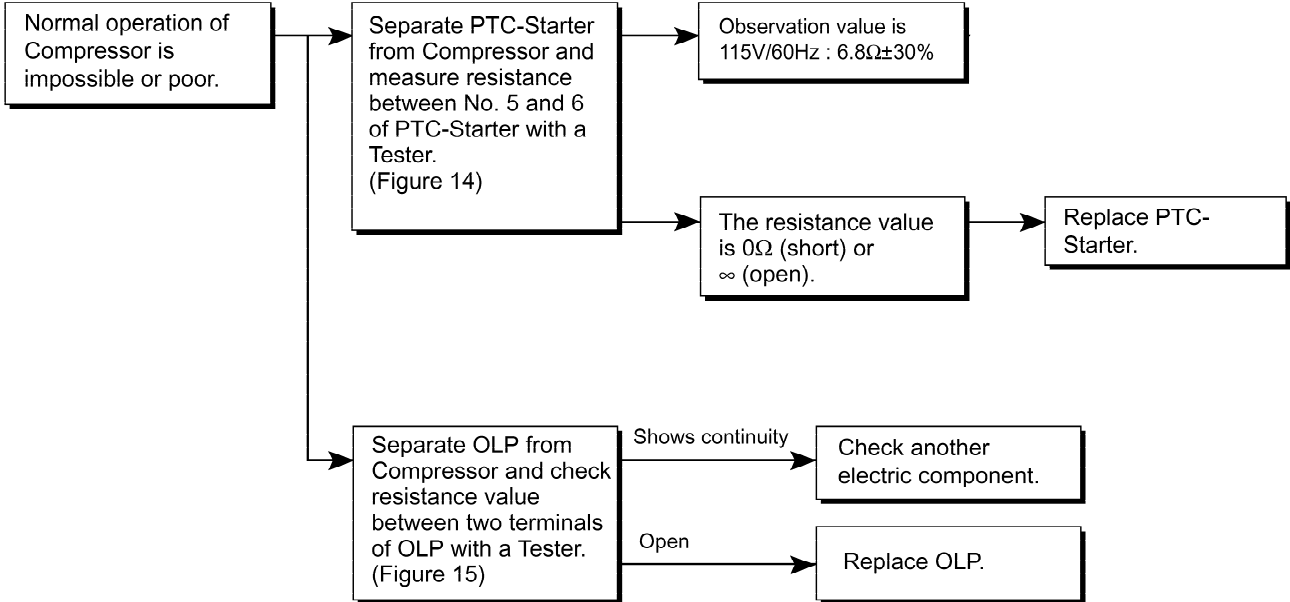 Normal operation of
Compressor is
impossible or poor.
Separate PTC-Starter
from Compressor and
measure resistance
between No. 5 and 6
of PTC-Starter with a
Tester.
(Figure 14)
Observation value is
115V/60Hz : 6.8Ω±30%
The resistance value
is 0Ω (short) or
∞ (open).
Replace PTC-
Starter.
Separate OLP from
Compressor and check
resistance value
between two terminals
of OLP with a Tester.
(Figure 15)
Shows continuity
Check another
electric component.
Open
Replace OLP.